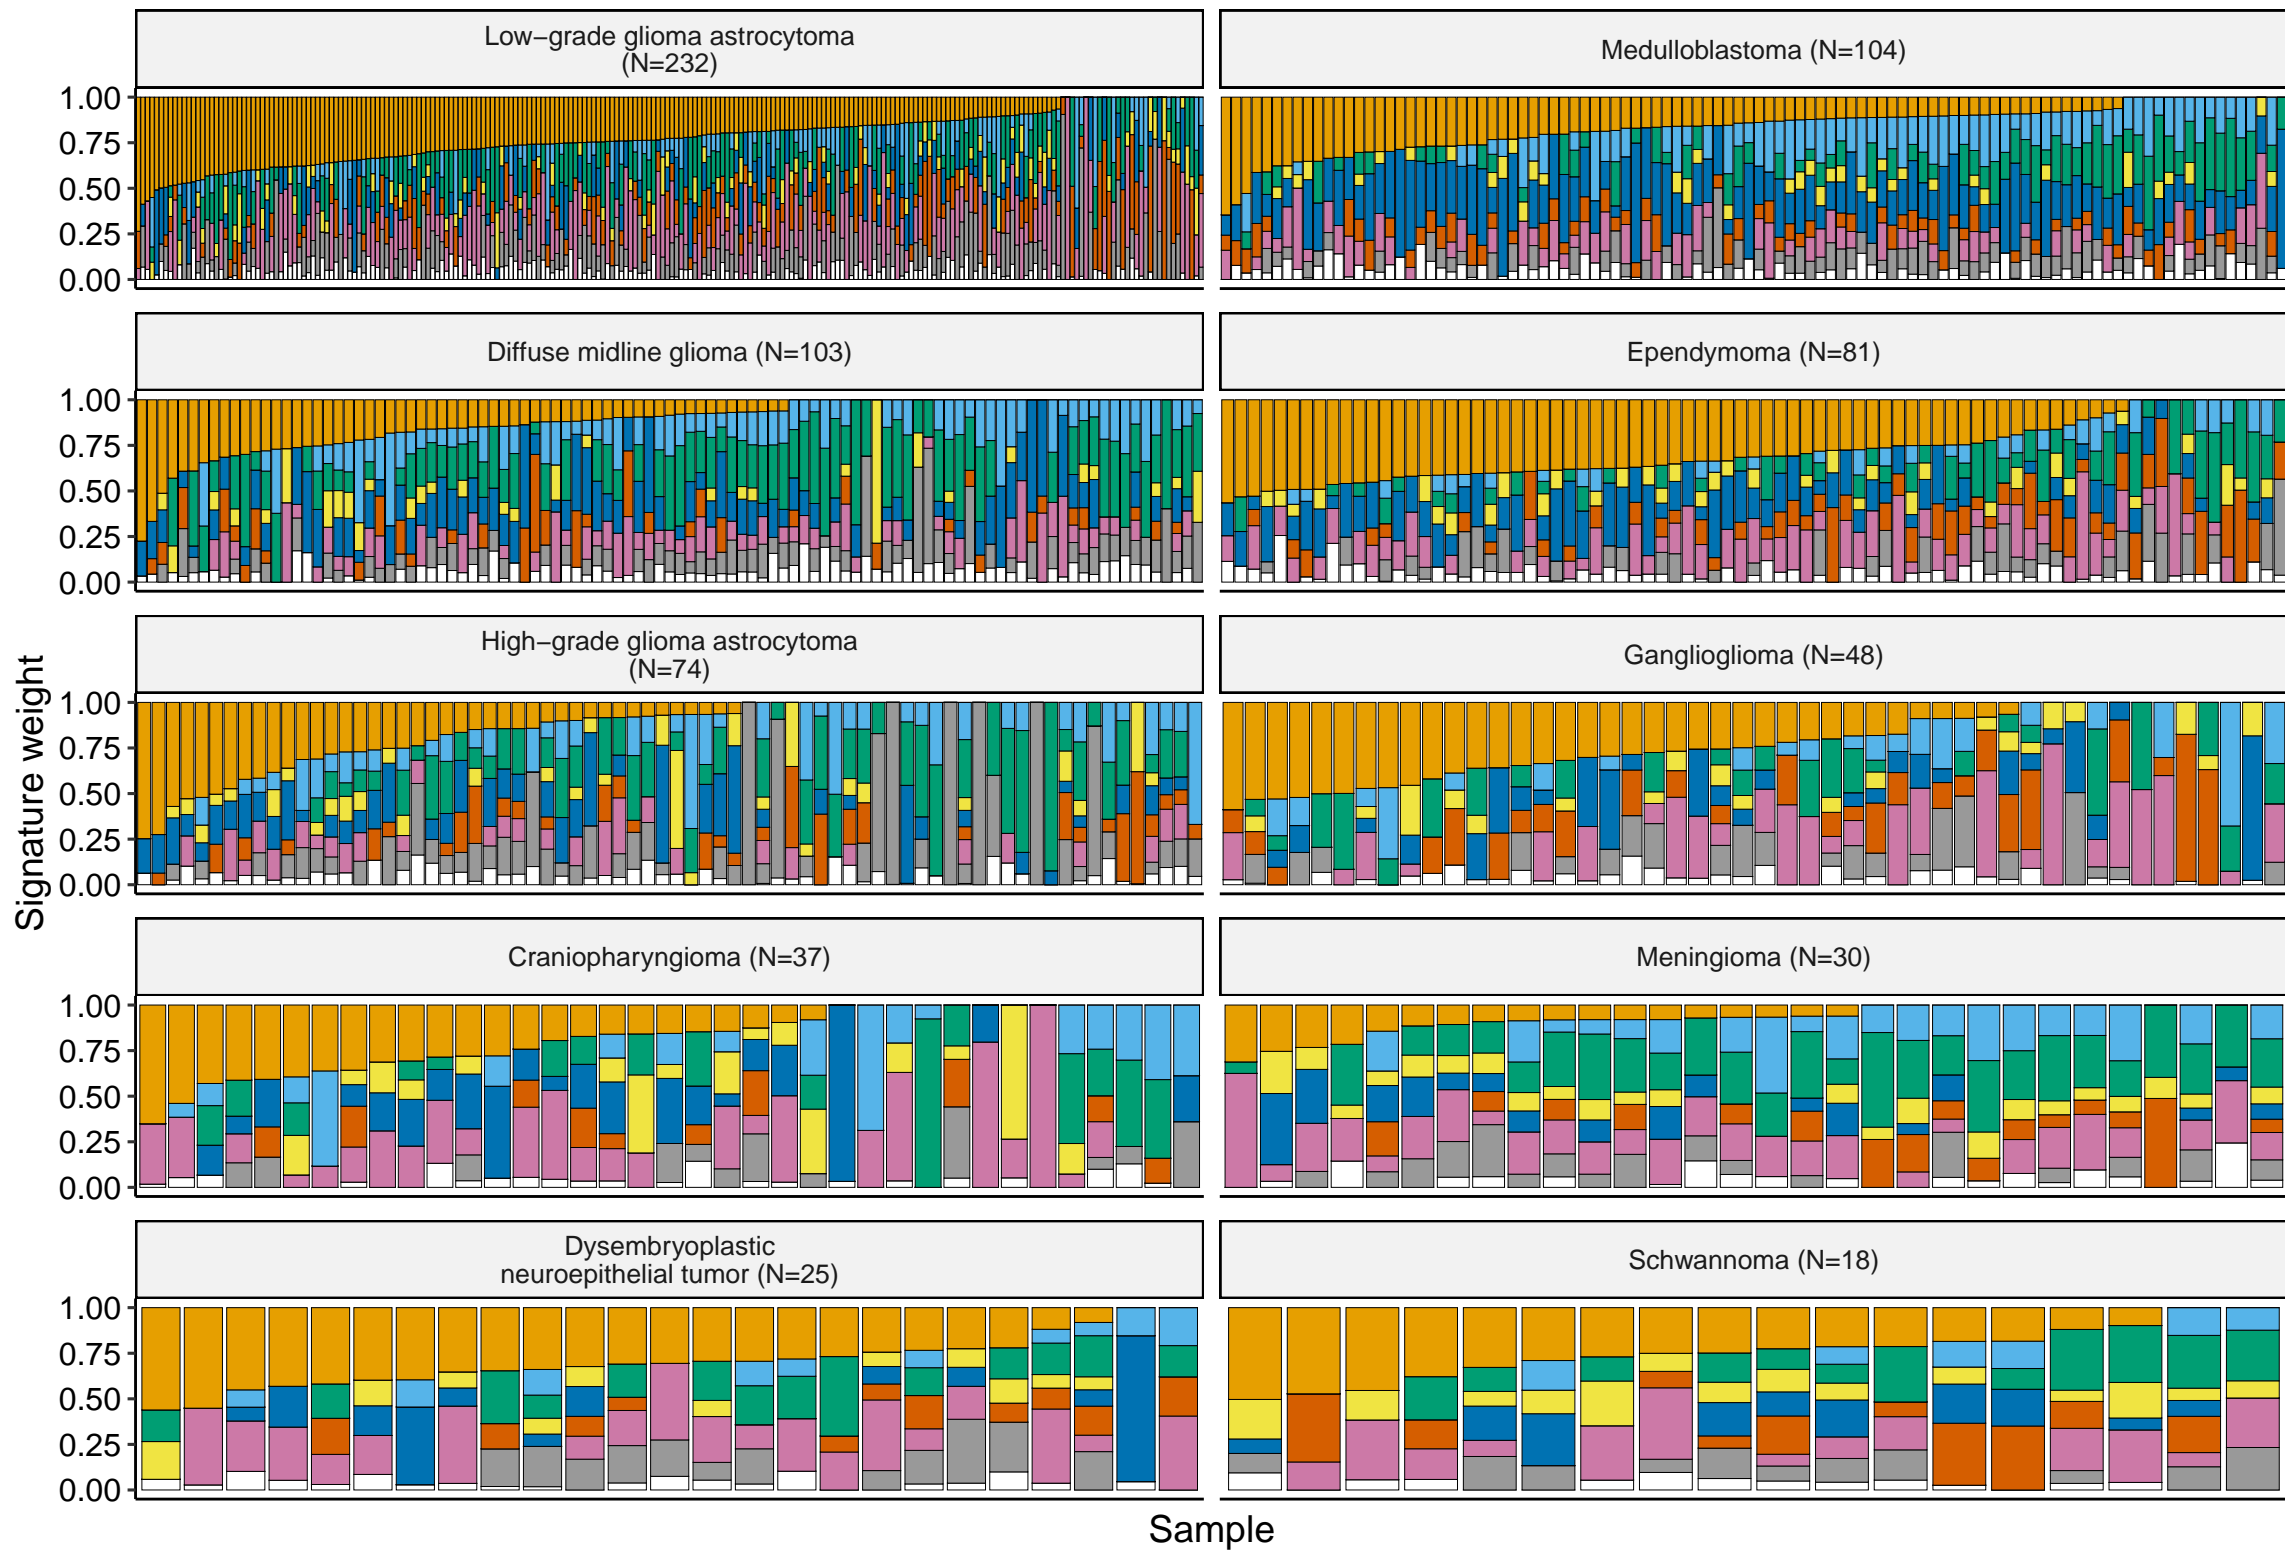 Low−grade glioma astrocytoma
(N=232)
Medulloblastoma (N=104)
1.00
0.75
0.50
0.25
0.00
Diffuse midline glioma (N=103)
Ependymoma (N=81)
1.00
0.75
0.50
0.25
0.00
High−grade glioma astrocytoma
(N=74)
Ganglioglioma (N=48)
1.00
0.75
0.50
0.25
0.00
Signature weight
Craniopharyngioma (N=37)
Meningioma (N=30)
1.00
0.75
0.50
0.25
0.00
Dysembryoplastic
neuroepithelial tumor (N=25)
Schwannoma (N=18)
1.00
0.75
0.50
0.25
0.00
Sample